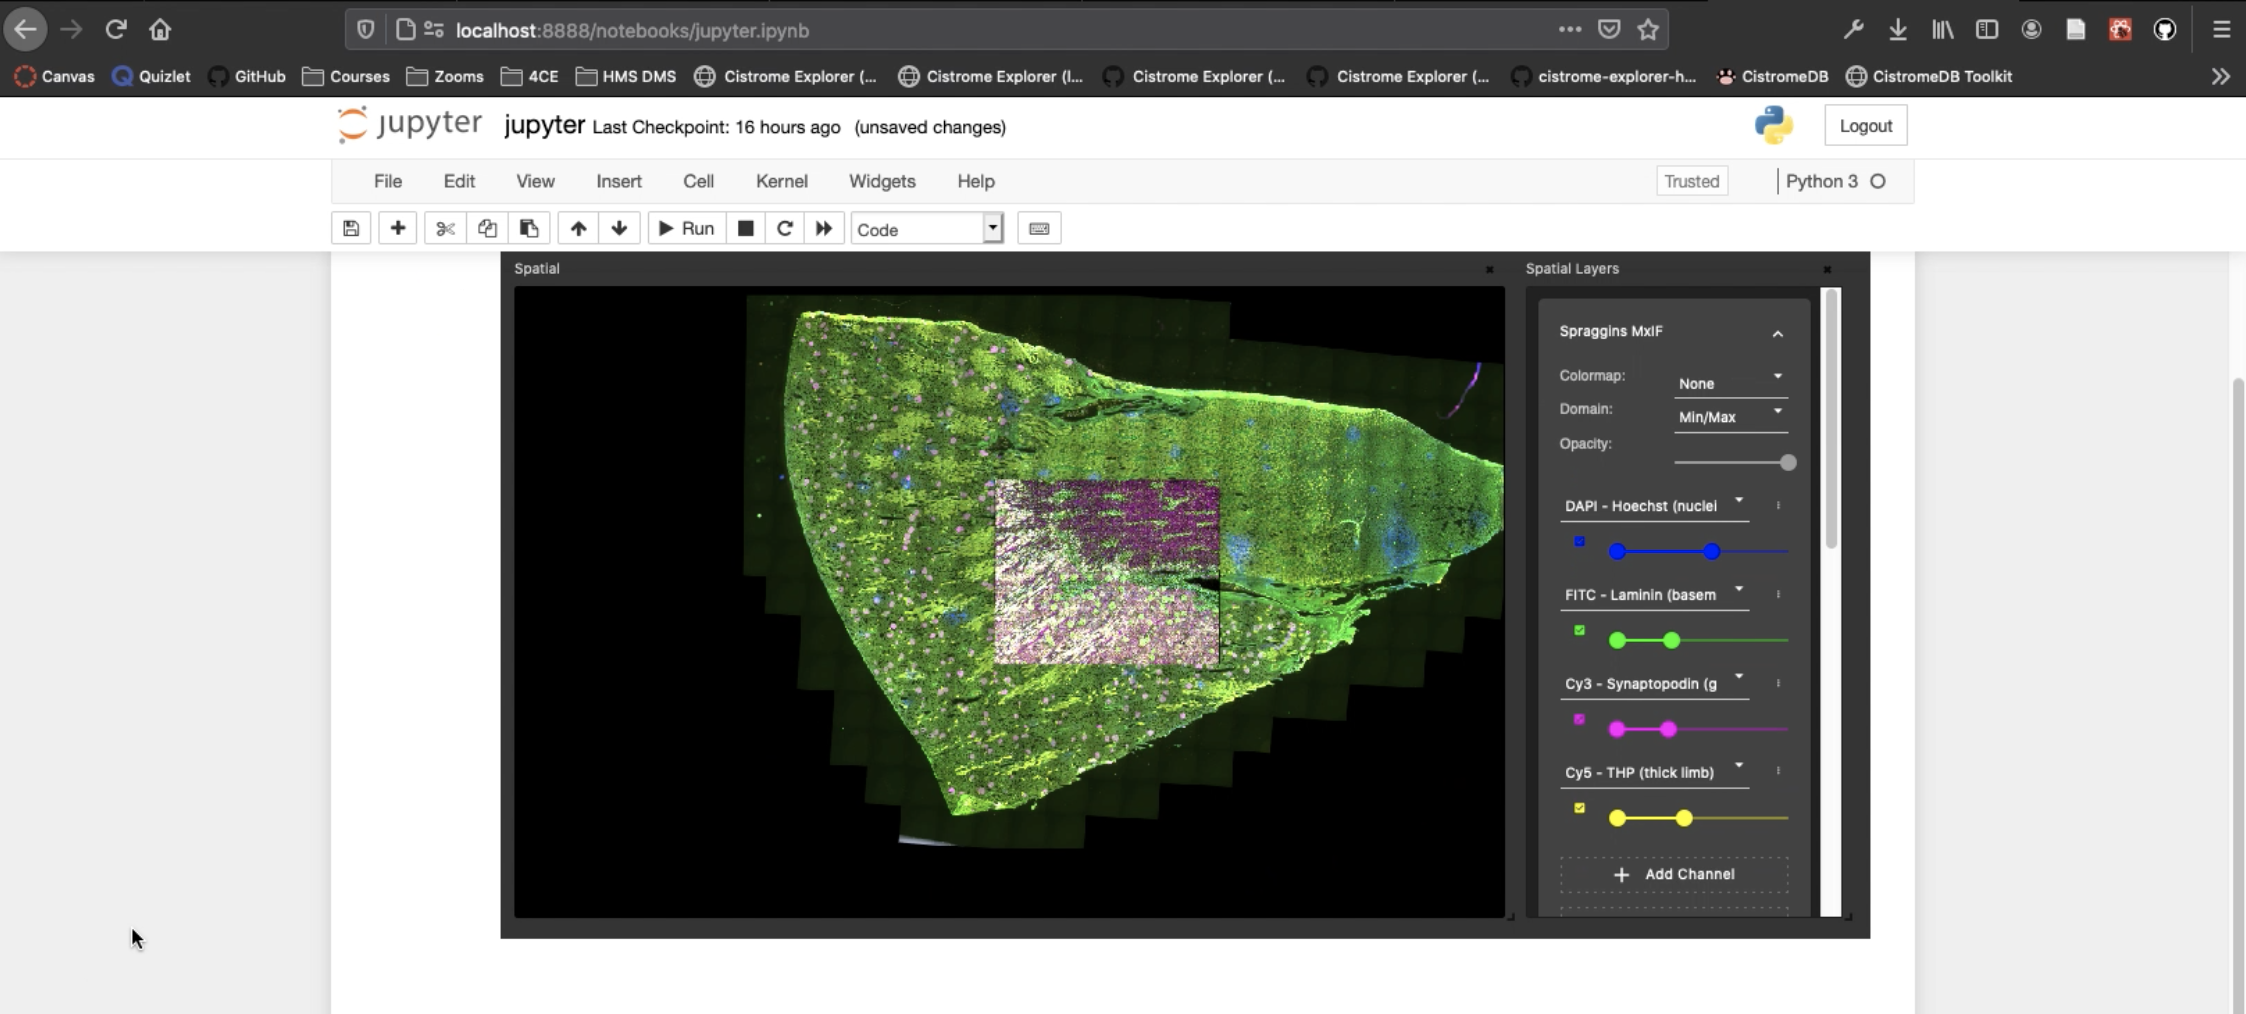 localhost:8888/notebooks/jupyter.ipynb
Canvas Quizlet GitHub Courses Zooms 4CE HMS DMS Cistrome Explorer (... Cistrome Explorer (I... Cistrome Explorer (... Cistrome Explorer (... cistrome-explorer-h... CistromeDB CistromeDB Toolkit
jupyter jupyter Last Checkpoint: 16 hours ago (unsaved changes) Logout
File Edit View Insert Cell Kernel Widgets Help Trusted Python 3
Run Code
Spatial
Spatial Layers
Spraggins MxIF
Colormap: None
Domain: Min/Max
Opacity:
DAPI - Hoechst (nuclei
FITC - Laminin (basem
Cy3 - Synaptopodin (g
Cy5 - THP (thick limb)
+ Add Channel